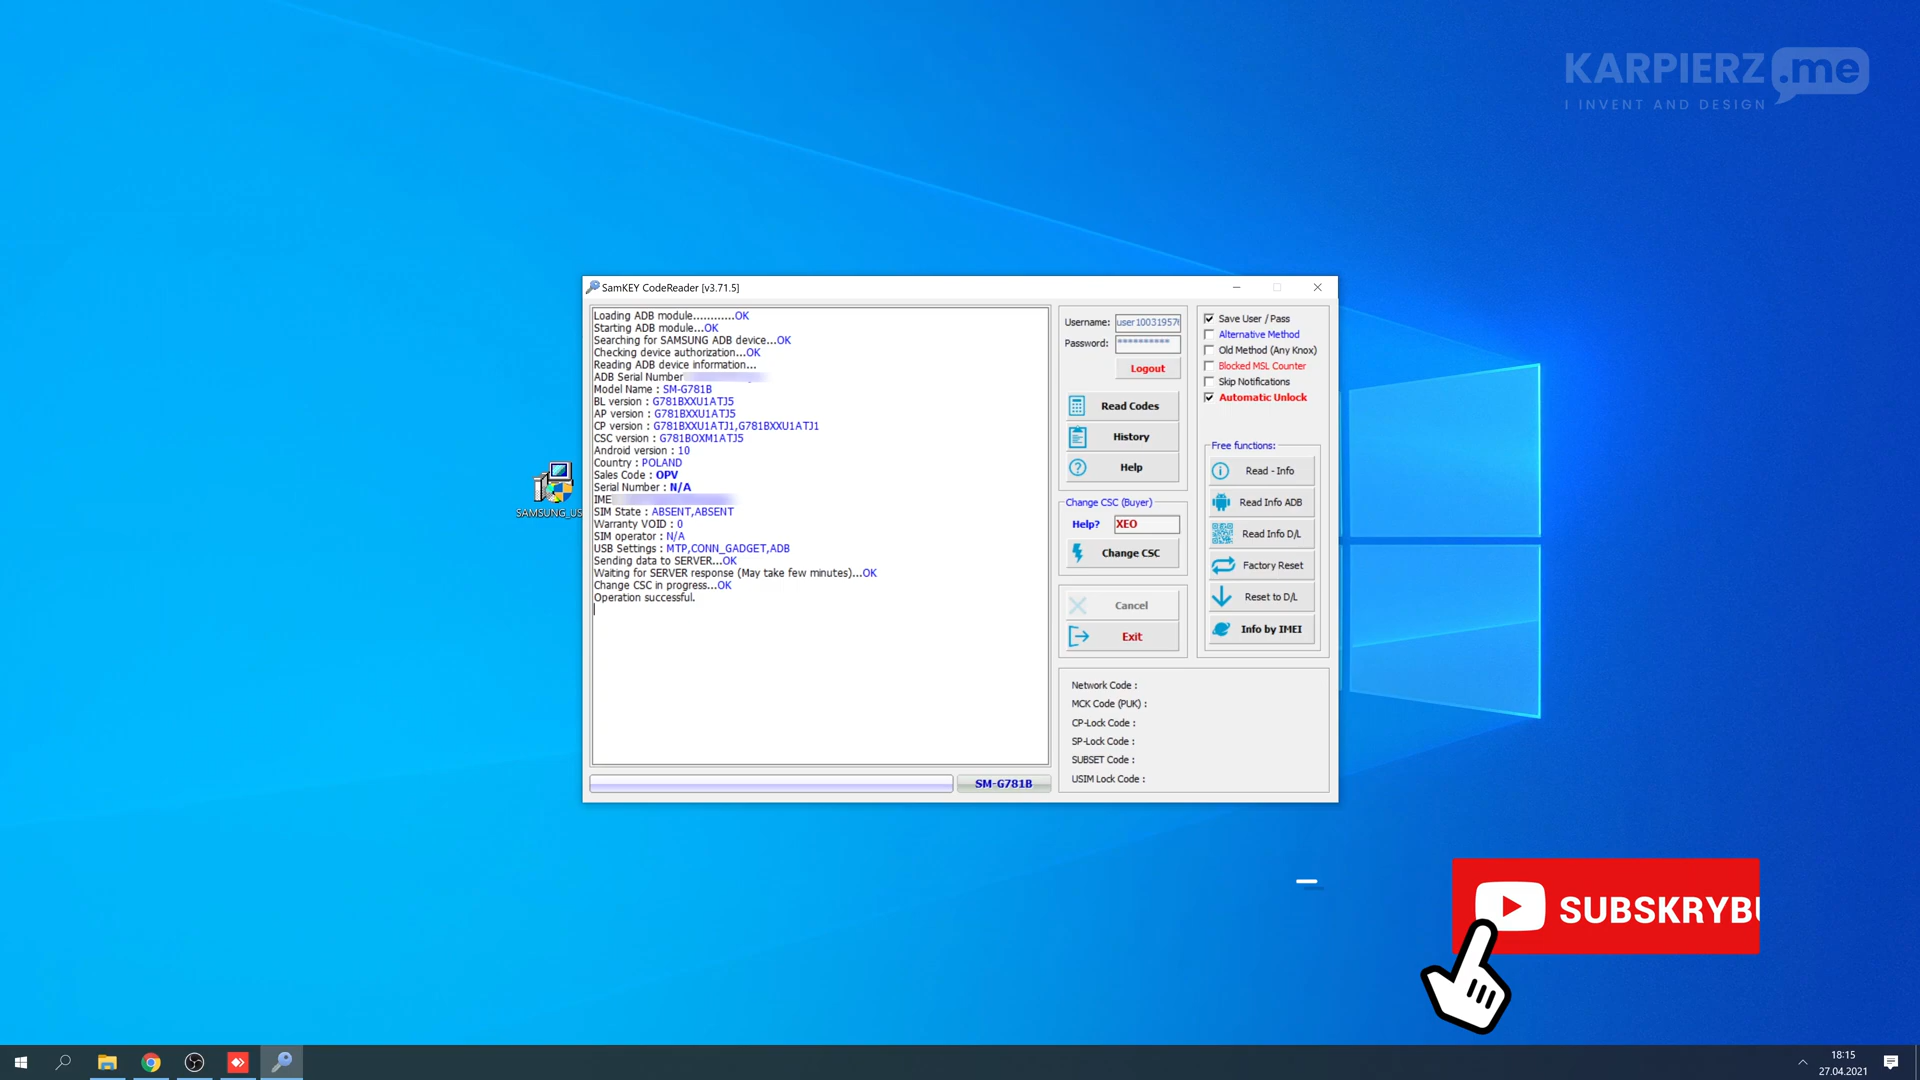 KARPIERZ.me
I INVENT AND DESIGN
SamKEY CodeReader [v3.71.5]
Loading ADB module............OK
Starting ADB module...OK
Searching for SAMSUNG ADB device...OK
Checking device authorization...OK
Reading ADB device information...
ADB Serial Number
Model Name : SM-G781B
BL version : G781BXXU1ATJ5
AP version : G781BXXU1ATJ5
CP version : G781BXXU1ATJ1,G781BXXU1ATJ1
CSC version : G781BOXM1ATJ5
Android version : 10
Country : POLAND
Sales Code : OPV
Serial Number : N/A
IME
SIM State : ABSENT,ABSENT
Warranty VOID : 0
SIM operator : N/A
USB Settings : MTP,CONN_GADGET,ADB
Sending data to SERVER...OK
Waiting for SERVER response (May take few minutes)...OK
Change CSC in progress...OK
Operation successful.
SM-G781B
Username: user100319576
Password: **********
Logout
Read Codes
History
Help
Change CSC (Buyer)
Help? XEO
Change CSC
Cancel
Exit
Save User / Pass
Alternative Method
Old Method (Any Knox)
Blocked MSL Counter
Skip Notifications
Automatic Unlock
Free functions:
Read - Info
Read Info ADB
Read Info D/L
Factory Reset
Reset to D/L
Info by IMEI
Network Code :
MCK Code (PUK) :
CP-Lock Code :
SP-Lock Code :
SUBSET Code :
USIM Lock Code :
SAMSUNG_US
SUBSKRYBU
18:15
27.04.2021